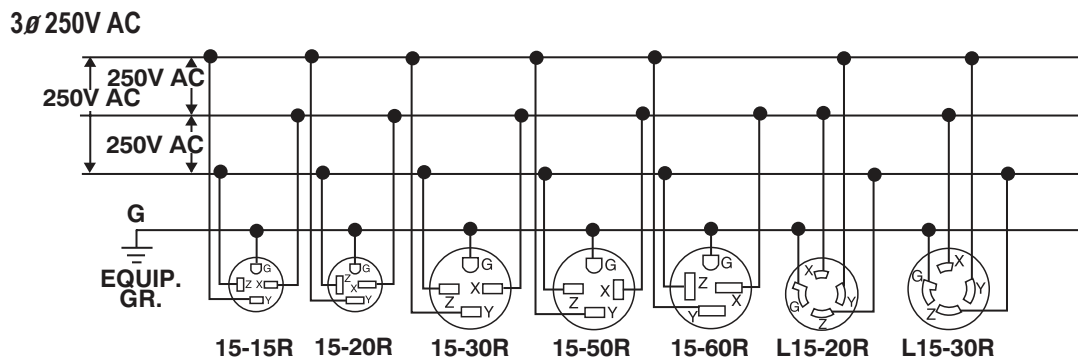 3ø 250V AC
250V AC
250V AC
250V AC
G
EQUIP.
GR.
G Z X Y
G Z X Y
G Z X Y
G Z X Y
G Z X Y
X G Y Z
X G Y Z
15-15R 15-20R 15-30R 15-50R 15-60R L15-20R L15-30R